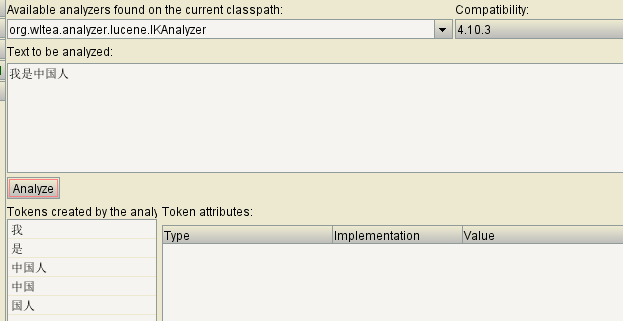 Available analyzers found on the current classpath: Compatibility:
org.wltea.analyzer.lucene.IKAnalyzer 4.10.3
Text to be analyzed:
我是中国人
Analyze
Tokens created by the analy Token attributes:
Type Implementation Value
我
是
中国人
中国
国人